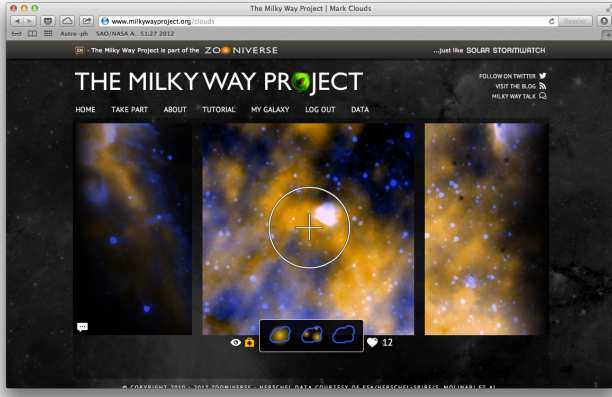 The Milky Way Project | Mark Clouds
www.milkywayproject.org/clouds
Reader
Astro-ph SAO/NASA A...31:27 2012
EN • The Milky Way Project is part of the ZOONIVERSE
...just like SOLAR STORMWATCH
THE MILKY WAY PROJECT
FOLLOW ON TWITTER
VISIT THE BLOG
MILKY WAY TALK
HOME TAKE PART ABOUT TUTORIAL MY GALAXY LOG OUT DATA
12
© COPYRIGHT 2010 - 2012 ZOONIVERSE - HERSCHEL DATA COURTESY OF ESA/HERSCHEL-SPIRE/S. MOLINARI ET AL